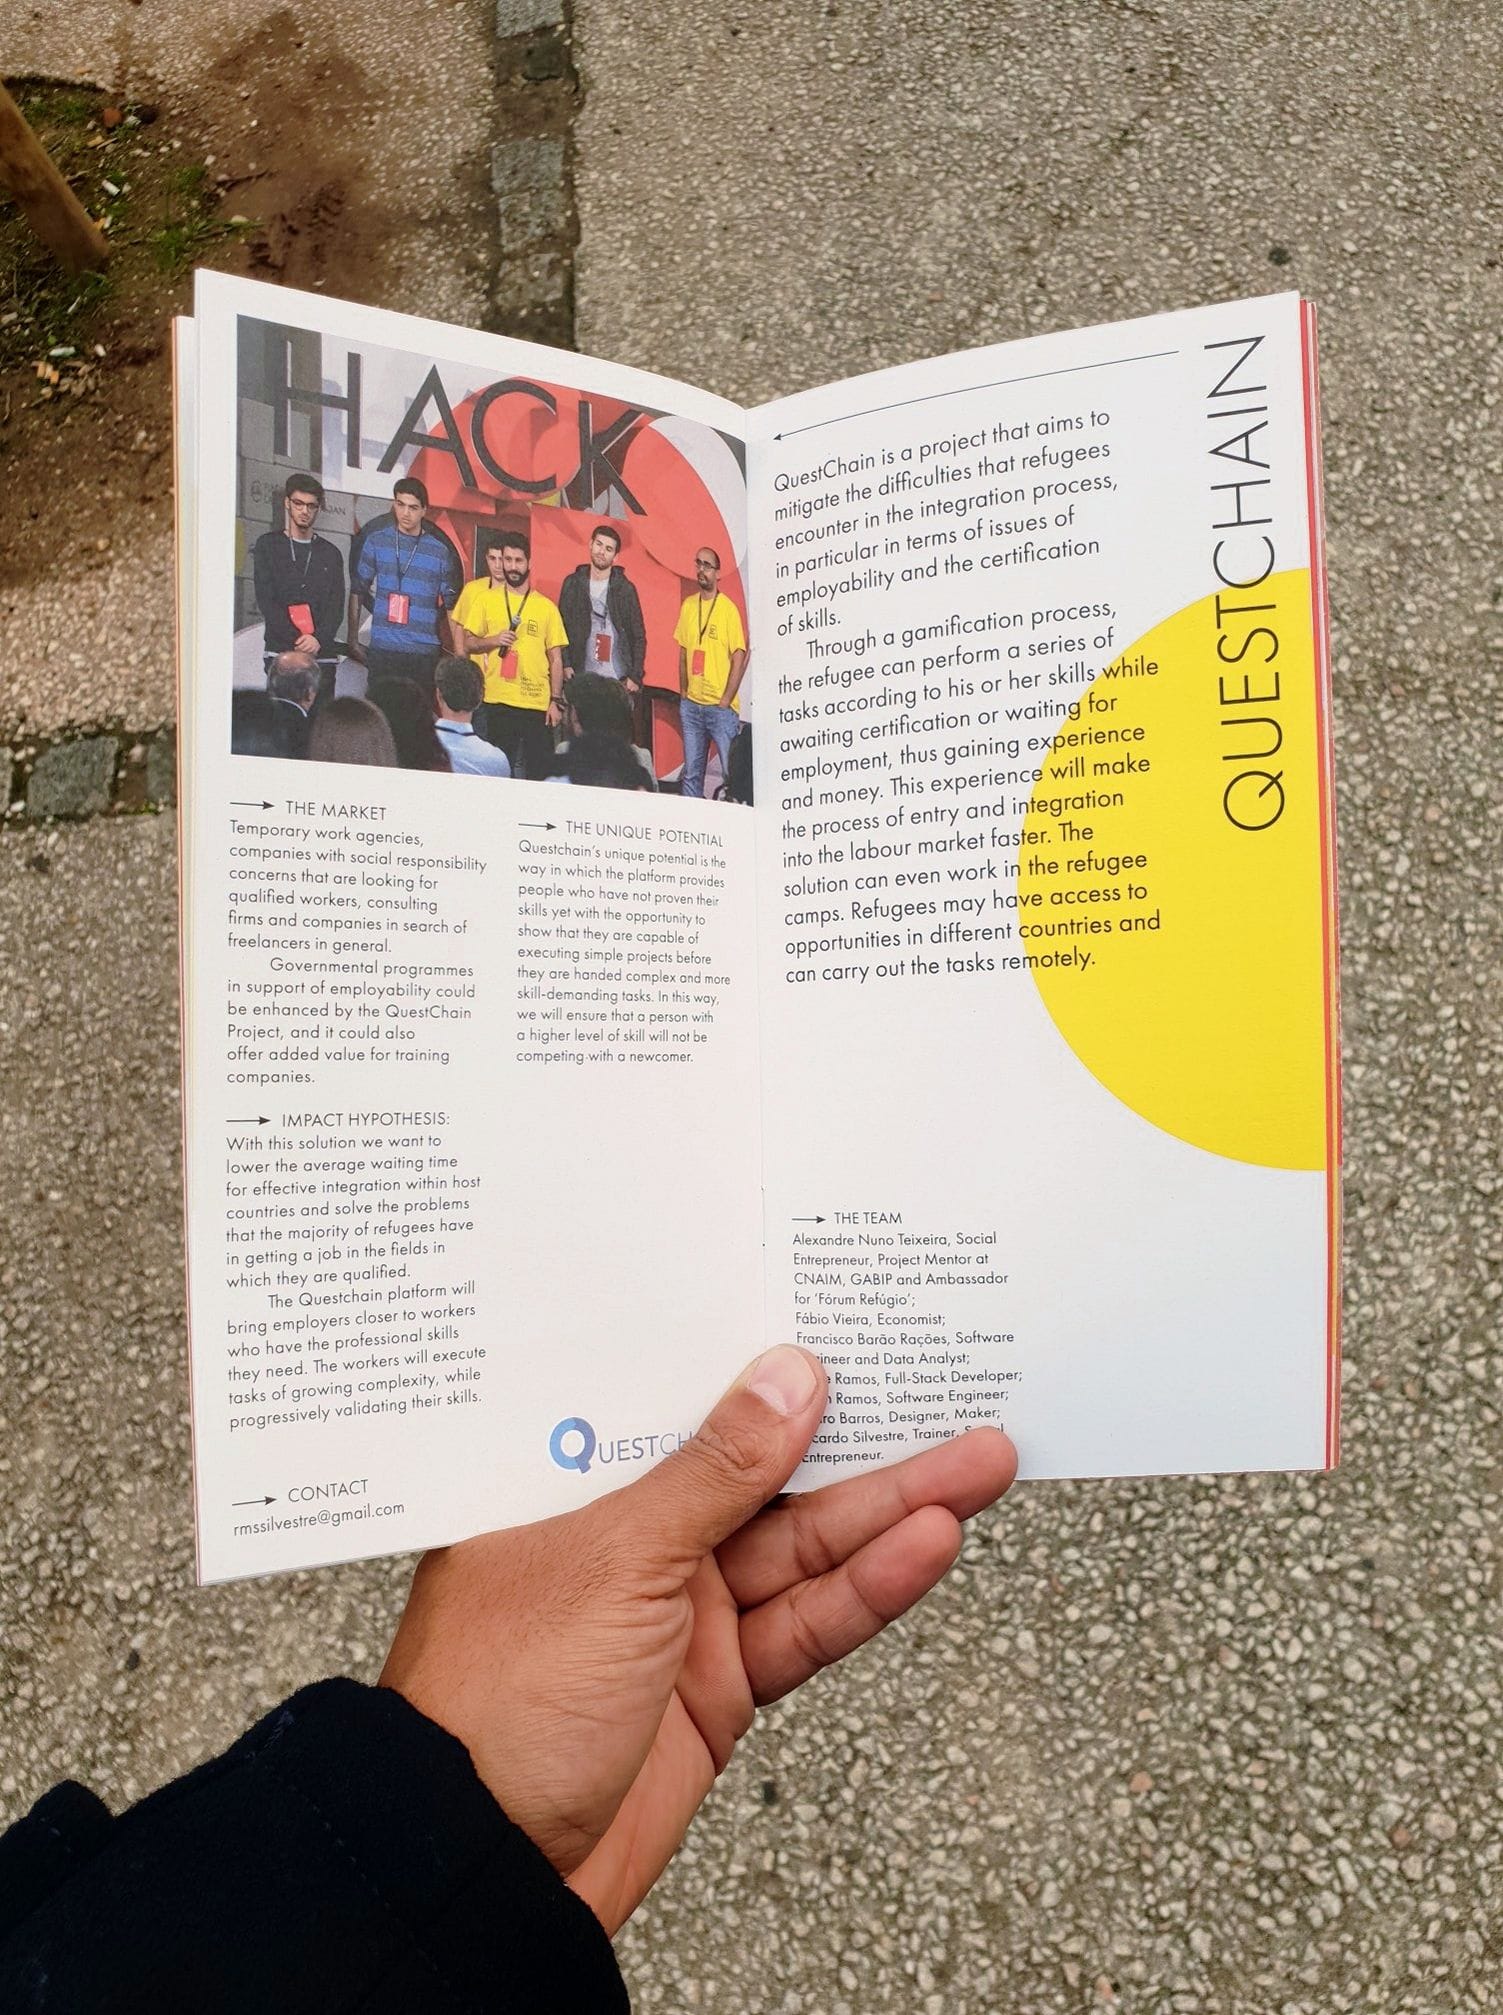 HACK
→ THE MARKET
Temporary work agencies,
companies with social responsibility
concerns that are looking for
qualified workers, consulting
firms and companies in search of
freelancers in general.
Governmental programmes
in support of employability could
be enhanced by the QuestChain
Project, and it could also
offer added value for training
companies.
→ IMPACT HYPOTHESIS:
With this solution we want to
lower the average waiting time
for effective integration within host
countries and solve the problems
that the majority of refugees have
in getting a job in the fields in
which they are qualified.
The Questchain platform will
bring employers closer to workers
who have the professional skills
they need. The workers will execute
tasks of growing complexity, while
progressively validating their skills.
→ CONTACT
rmssilvestre@gmail.com
→ THE UNIQUE POTENTIAL
Questchain's unique potential is the
way in which the platform provides
people who have not proven their
skills yet with the opportunity to
show that they are capable of
executing simple projects before
they are handed complex and more
skill-demanding tasks. In this way,
we will ensure that a person with
a higher level of skill will not be
competing with a newcomer.
QUESTCH
QuestChain is a project that aims to
mitigate the difficulties that refugees
encounter in the integration process,
in particular in terms of issues of
employability and the certification
of skills.
Through a gamification process,
the refugee can perform a series of
tasks according to his or her skills while
awaiting certification or waiting for
employment, thus gaining experience
and money. This experience will make
the process of entry and integration
into the labour market faster. The
solution can even work in the refugee
camps. Refugees may have access to
opportunities in different countries and
can carry out the tasks remotely.
QUESTCHAIN
→ THE TEAM
Alexandre Nuno Teixeira, Social
Entrepreneur, Project Mentor at
CNAIM, GABIP and Ambassador
for 'Fórum Refúgio';
Fábio Vieira, Economist;
Francisco Barão Rações, Software
and Data Analyst;
Ramos, Full-Stack Developer;
Ramos, Software Engineer;
Barros, Designer, Maker;
Silvestre, Trainer,
Entrepreneur.